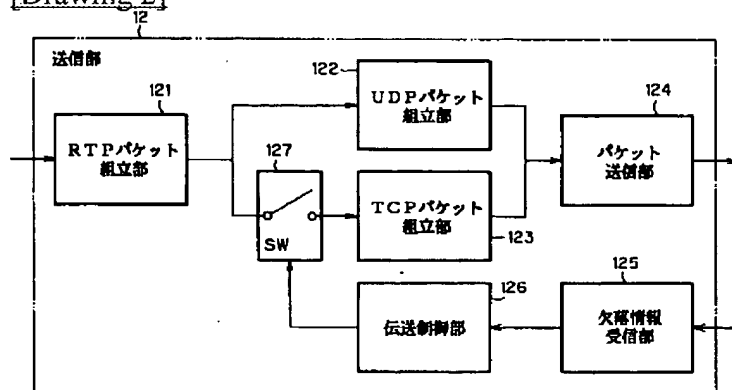 [Drawing 2]
12
送信部
121
RTPパケット
組立部
122
UDPパケット
組立部
127
SW
TCPパケット
組立部
123
124
パケット
送信部
126
伝送制御部
125
欠落情報
受信部